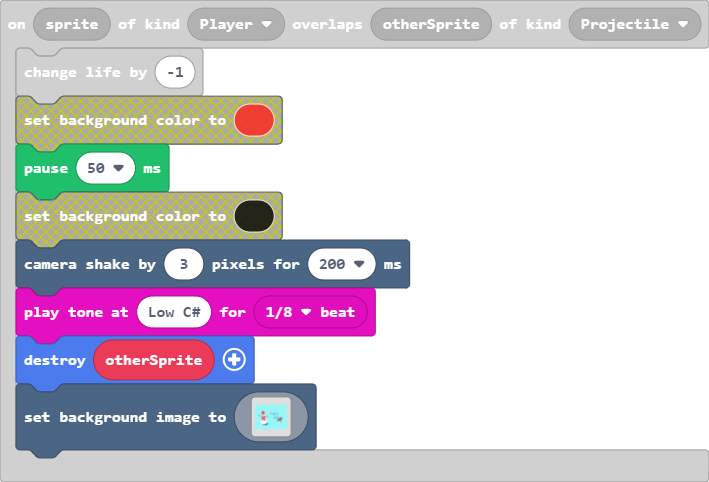 on sprite of kind Player overlaps otherSprite of kind Projectile
change life by -1
set background color to
pause 50 ms
set background color to
camera shake by 3 pixels for 200 ms
play tone at Low C# for 1/8 beat
destroy otherSprite
set background image to